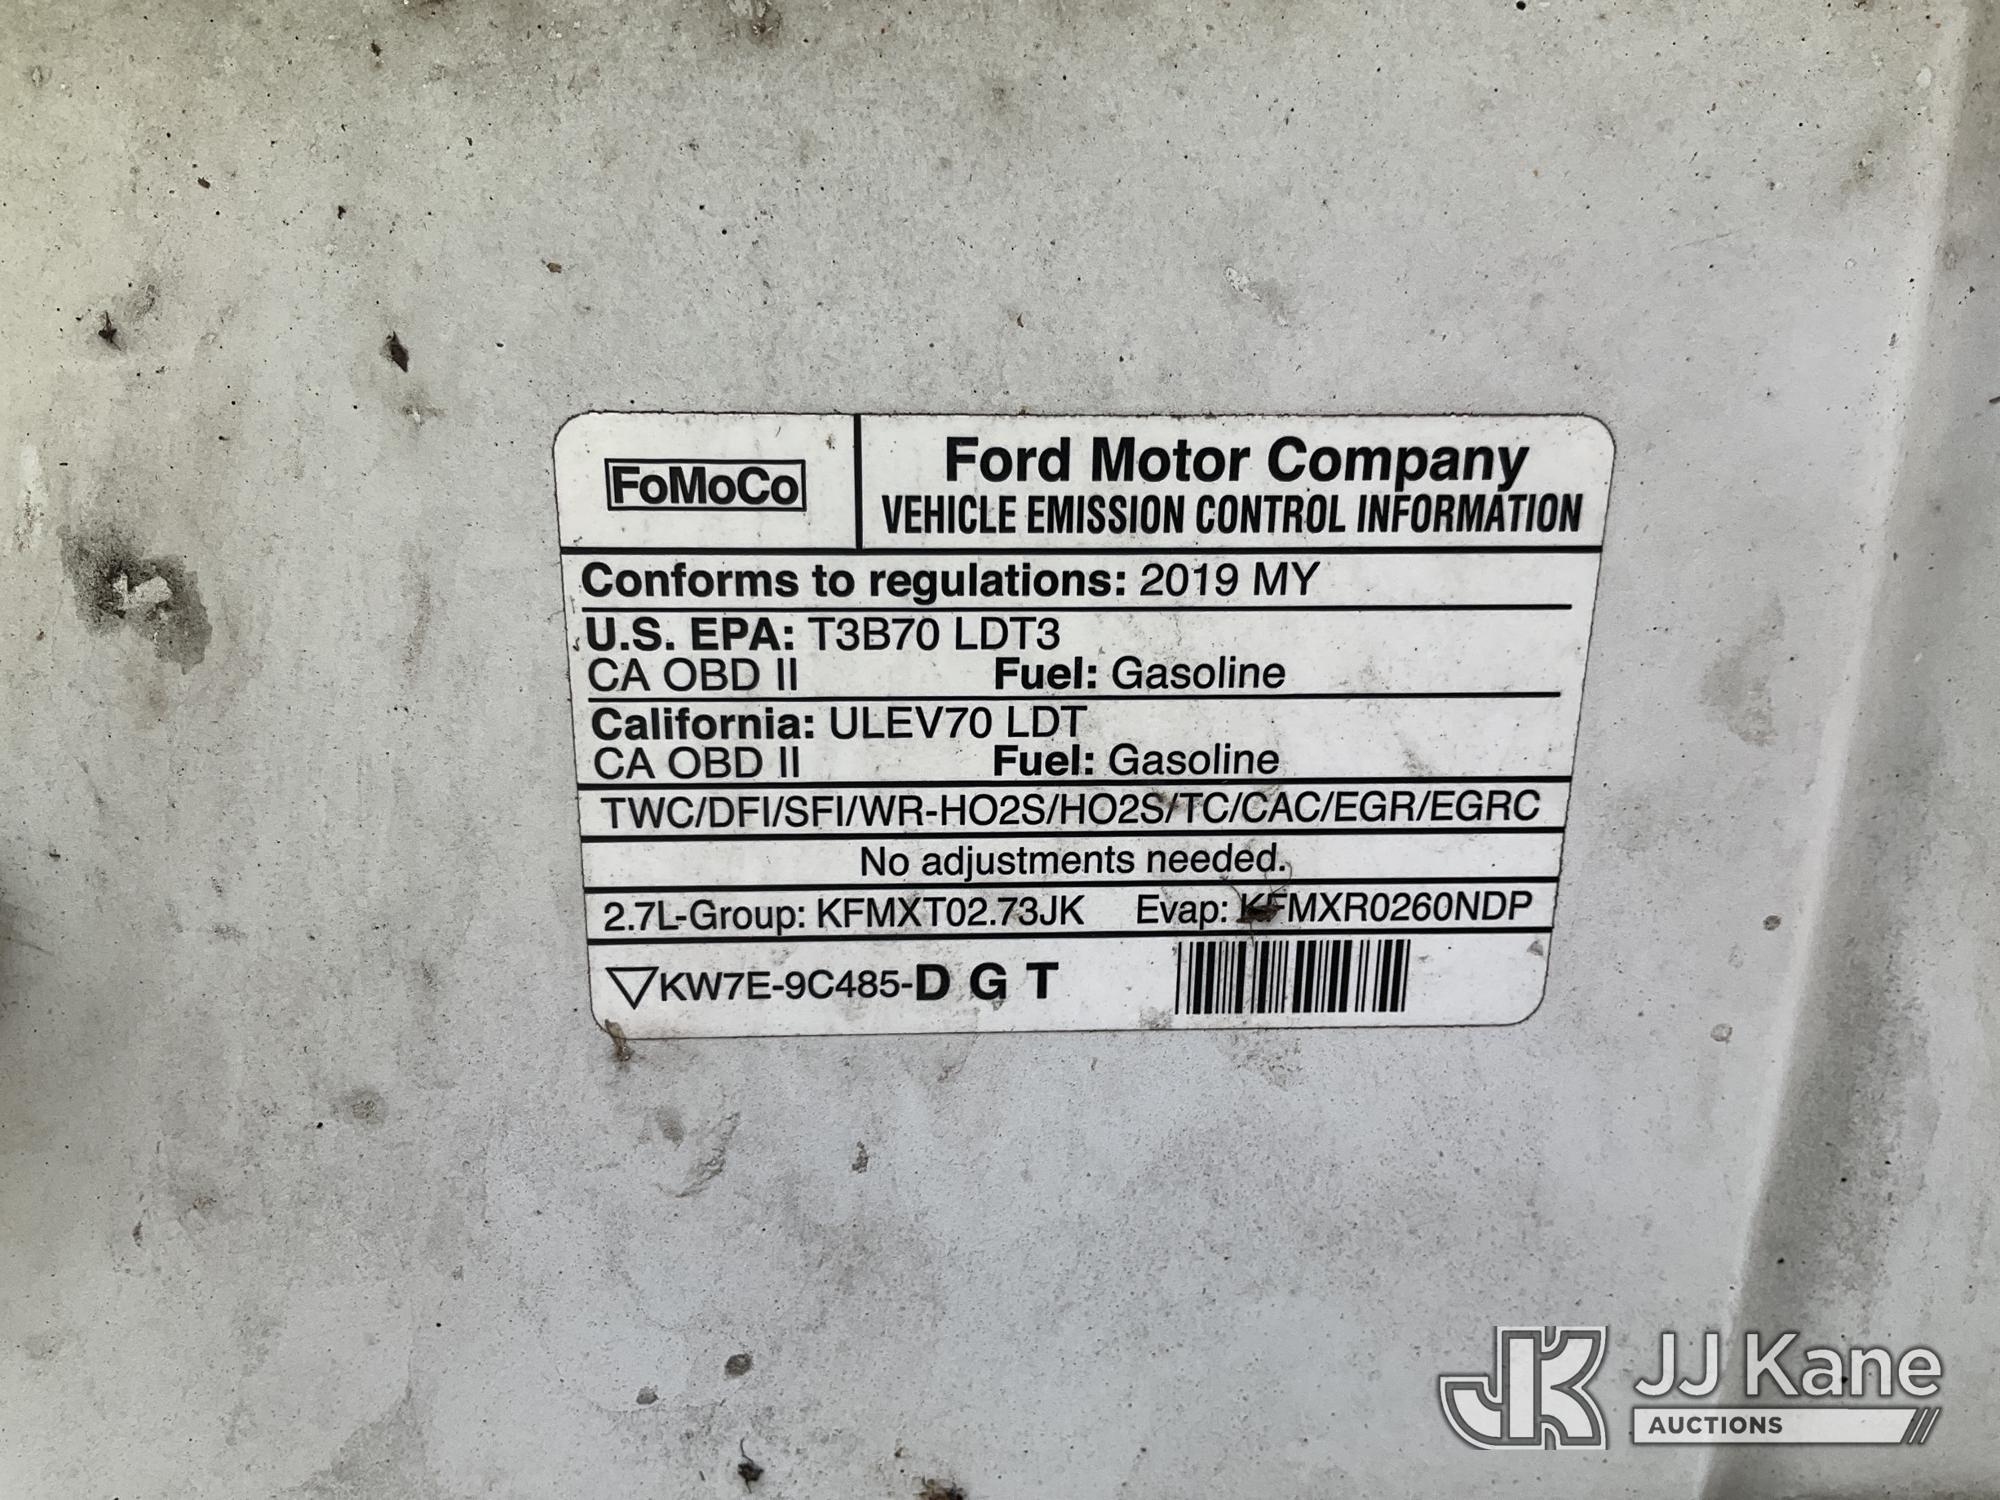 FoMoCo
Ford Motor Company
VEHICLE EMISSION CONTROL INFORMATION
Conforms to regulations: 2019 MY
U.S. EPA: T3B70 LDT3
CA OBD II Fuel: Gasoline
California: ULEV70 LDT
CA OBD II Fuel: Gasoline
TWC/DFI/SFI/WR-HO2S/HO2S/TC/CAC/EGR/EGRC
No adjustments needed.
2.7L-Group: KFMXT02.73JK Evap: KFMXR0260NDP
▽KW7E-9C485-D G T
JK JJ Kane
AUCTIONS